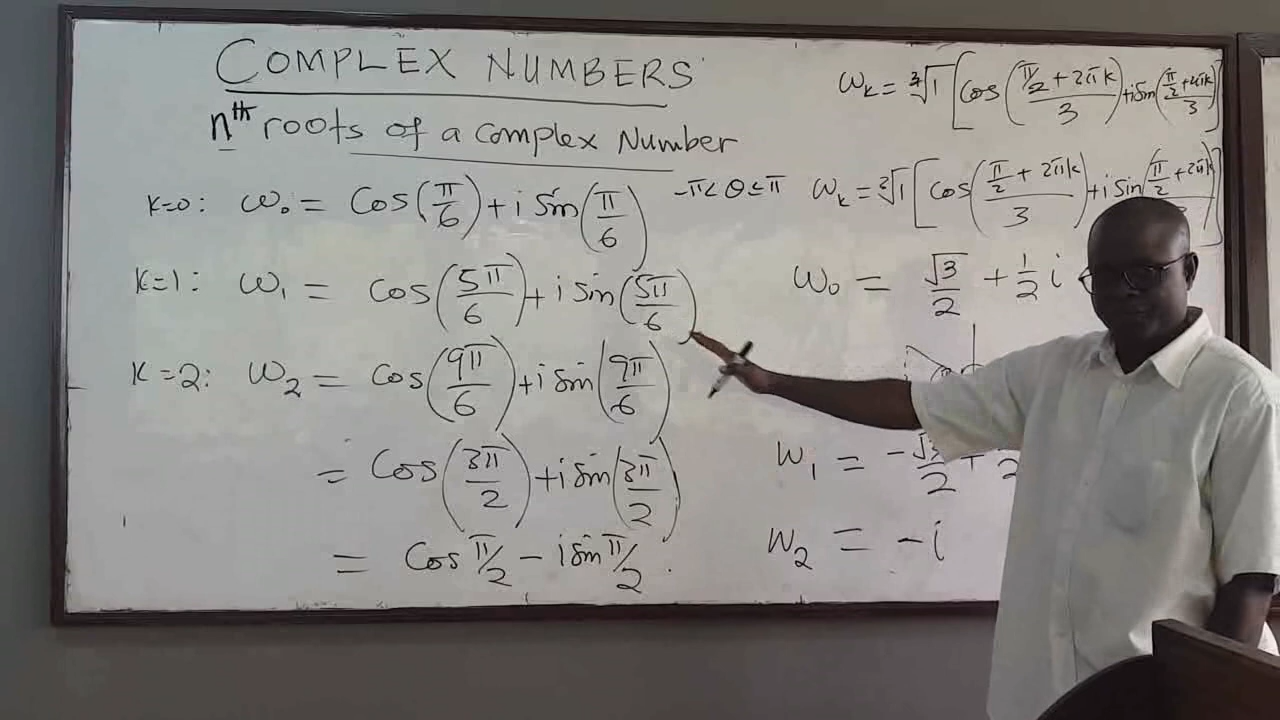 COMPLEX NUMBERS
nth roots of a Complex Number
k=0: ω₀ = Cos(π/6) + i Sin(π/6)
-π<θ≤π
k=1: ω₁ = Cos(5π/6) + i Sin(5π/6)
k=2: ω₂ = Cos(9π/6) + i Sin(9π/6)
= Cos(3π/2) + i Sin(3π/2)
= Cos π/2 - i Sin π/2.
ωₖ = ∛1 [Cos((π/2 + 2πk)/3) + i Sin((π/2 + 2πk)/3)]
ωₖ = ∛1 [Cos((π/2 + 2πk)/3) + i Sin((π/2 + 2πk)
ω₀ = √3/2 + 1/2 i
ω₁ = -√3/2 +
ω₂ = -i